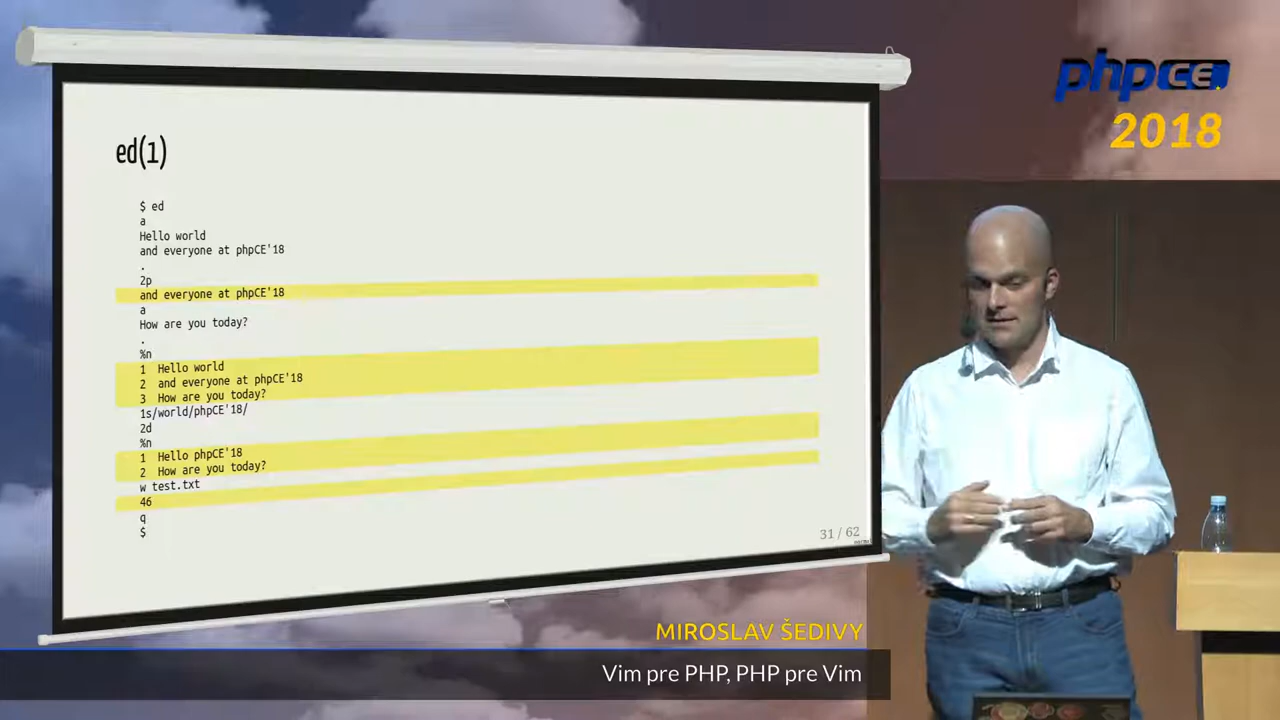 phpCE
2018
ed(1)
$ ed
a
Hello world
and everyone at phpCE'18
.
2p
and everyone at phpCE'18
a
How are you today?
.
%n
1 Hello world
2 and everyone at phpCE'18
3 How are you today?
1s/world/phpCE'18/
2d
%n
1 Hello phpCE'18
2 How are you today?
w test.txt
46
q
$
31 / 62
MIROSLAV ŠEDIVY
Vim pre PHP, PHP pre Vim